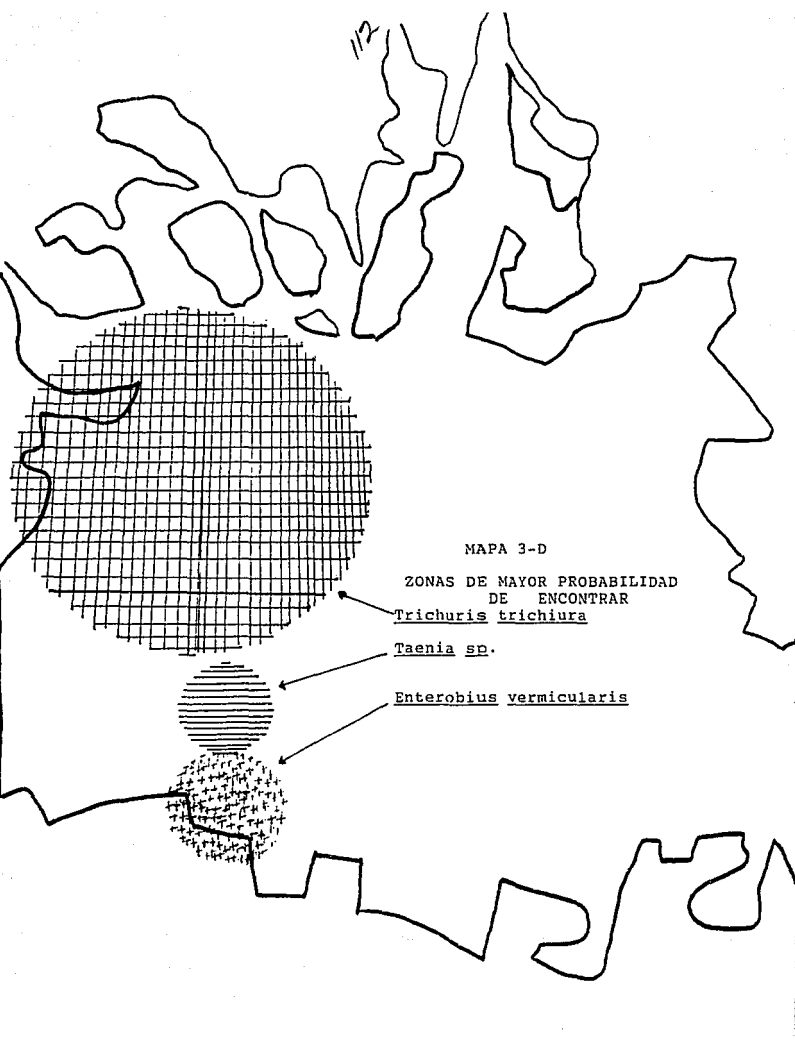 112
MAPA 3-D
ZONAS DE MAYOR PROBABILIDAD
DE ENCONTRAR
Trichuris trichiura
Taenia sp.
Enterobius vermicularis